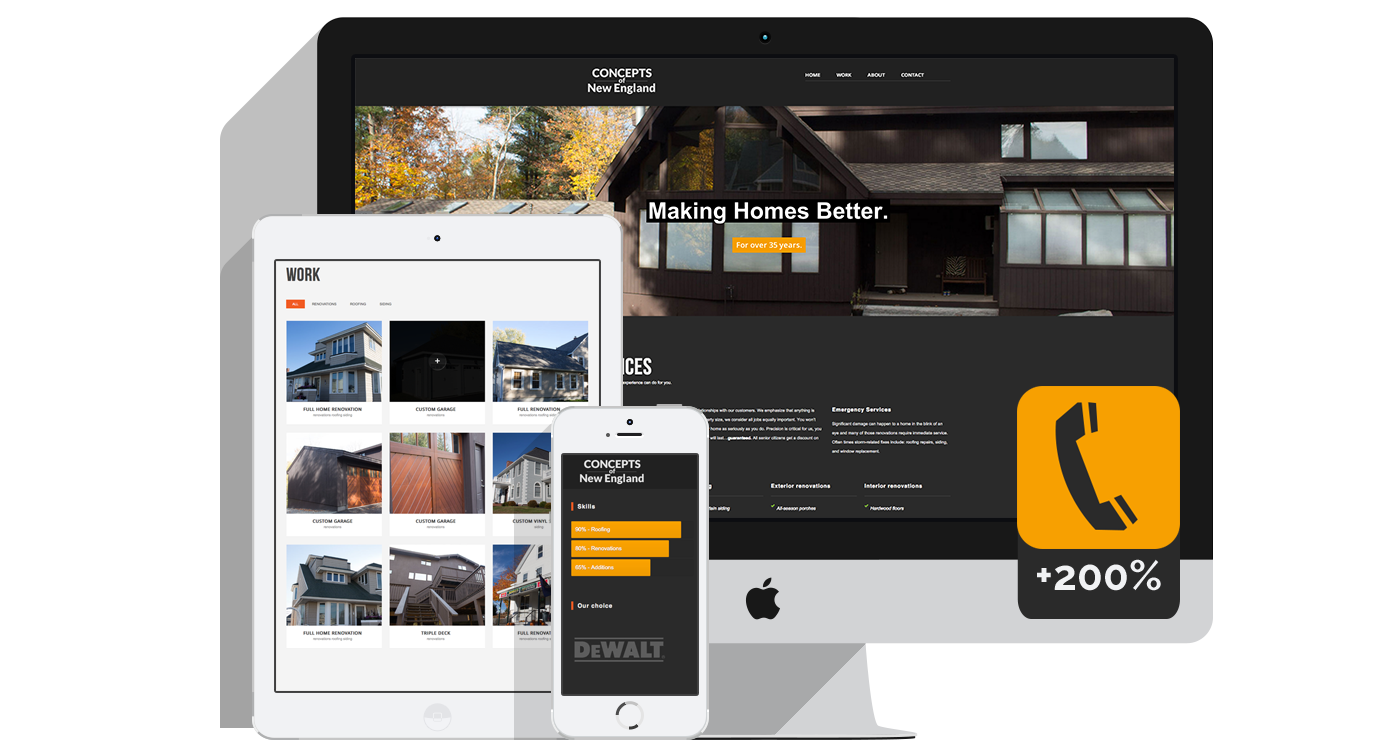 CONCEPTS
of
New England
HOME
WORK
ABOUT
CONTACT
Making Homes Better.
For over 35 years.
WORK
ALL
RENOVATIONS
ROOFING
SIDING
FULL HOME RENOVATION
renovations roofing siding
CUSTOM GARAGE
renovations
FULL RENOVATION
renovations roofing
CUSTOM GARAGE
renovations
CUSTOM GARAGE
renovations
CUSTOM VINYL
siding
FULL HOME RENOVATION
renovations roofing siding
TRIPLE DECK
renovations
FULL RENOVAT
renovations roofing
ICES
experience can do for you.
ationships with our customers. We emphasize that anything is
erty size, we consider all jobs equally important. You won't
home as seriously as you do. Precision is critical for us, you
will last...guaranteed. All senior citizens get a discount on
Emergency Services
Significant damage can happen to a home in the blink of an
eye and many of those renovations require immediate service.
Often times storm-related fixes include: roofing repairs, siding,
and window replacement.
Exterior renovations
Interior renovations
tain siding
All-season porches
Hardwood floors
CONCEPTS
of
New England
Skills
90% - Roofing
80% - Renovations
65% - Additions
Our choice
DEWALT
+200%